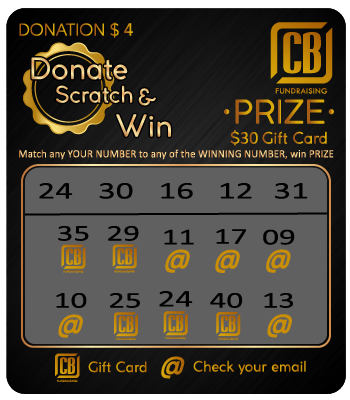 DONATION $ 4
Donate
Scratch &
Win
CB
FUNDRAISING
·PRIZE·
$30 Gift Card
Match any YOUR NUMBER to any of the WINNING NUMBER, win PRIZE
24 30 16 12 31
35 29 11 17 09
CB CB @ @ @
10 25 24 40 13
@ CB CB CB @
CB Gift Card @ Check your email